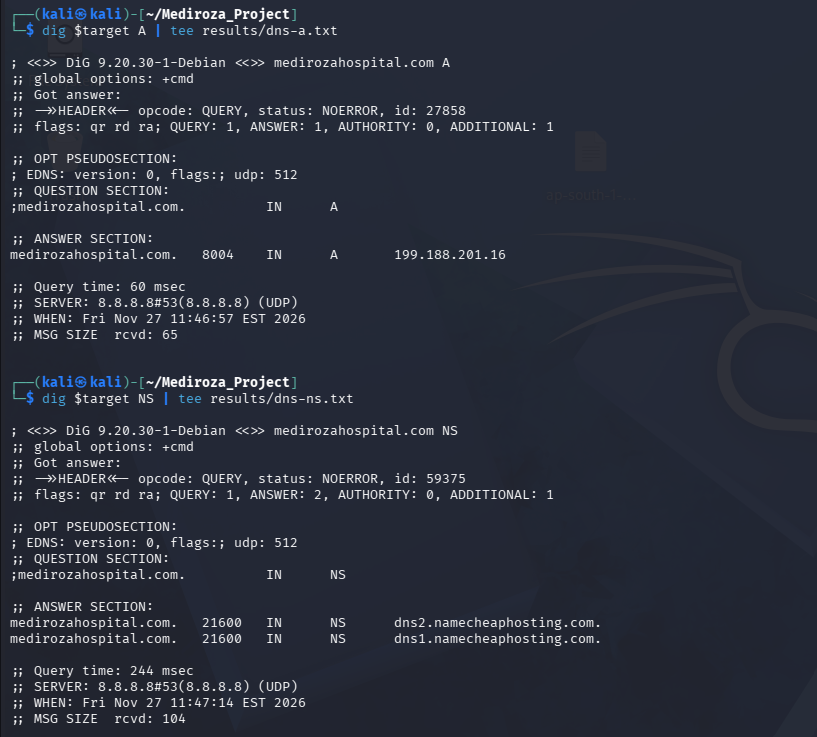 ┌──(kali㉿kali)-[~/Mediroza_Project]
└─$ dig $target A | tee results/dns-a.txt

; <<>> DiG 9.20.30-1-Debian <<>> medirozahospital.com A
;; global options: +cmd
;; Got answer:
;; ->>HEADER<<- opcode: QUERY, status: NOERROR, id: 27858
;; flags: qr rd ra; QUERY: 1, ANSWER: 1, AUTHORITY: 0, ADDITIONAL: 1

;; OPT PSEUDOSECTION:
; EDNS: version: 0, flags:; udp: 512
;; QUESTION SECTION:
;medirozahospital.com.          IN      A

;; ANSWER SECTION:
medirozahospital.com.   8004    IN      A       199.188.201.16

;; Query time: 60 msec
;; SERVER: 8.8.8.8#53(8.8.8.8) (UDP)
;; WHEN: Fri Nov 27 11:46:57 EST 2026
;; MSG SIZE  rcvd: 65

┌──(kali㉿kali)-[~/Mediroza_Project]
└─$ dig $target NS | tee results/dns-ns.txt

; <<>> DiG 9.20.30-1-Debian <<>> medirozahospital.com NS
;; global options: +cmd
;; Got answer:
;; ->>HEADER<<- opcode: QUERY, status: NOERROR, id: 59375
;; flags: qr rd ra; QUERY: 1, ANSWER: 2, AUTHORITY: 0, ADDITIONAL: 1

;; OPT PSEUDOSECTION:
; EDNS: version: 0, flags:; udp: 512
;; QUESTION SECTION:
;medirozahospital.com.          IN      NS

;; ANSWER SECTION:
medirozahospital.com.   21600   IN      NS      dns2.namecheaphosting.com.
medirozahospital.com.   21600   IN      NS      dns1.namecheaphosting.com.

;; Query time: 244 msec
;; SERVER: 8.8.8.8#53(8.8.8.8) (UDP)
;; WHEN: Fri Nov 27 11:47:14 EST 2026
;; MSG SIZE  rcvd: 104